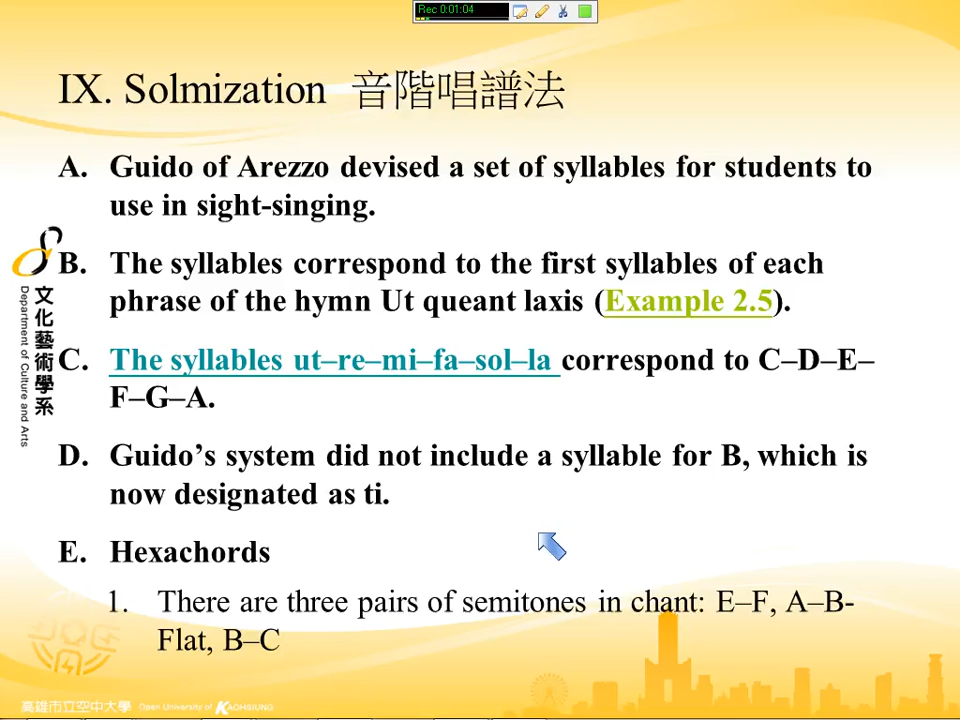 Rec 0:01:04
IX. Solmization 音階唱譜法
A. Guido of Arezzo devised a set of syllables for students to
use in sight-singing.
B. The syllables correspond to the first syllables of each
phrase of the hymn Ut queant laxis (Example 2.5).
C. The syllables ut–re–mi–fa–sol–la correspond to C–D–E–
F–G–A.
D. Guido’s system did not include a syllable for B, which is
now designated as ti.
E. Hexachords
1. There are three pairs of semitones in chant: E–F, A–B-
Flat, B–C
文化藝術學系
Department of Culture and Arts
高雄市立空中大學 Open University of KAOHSIUNG